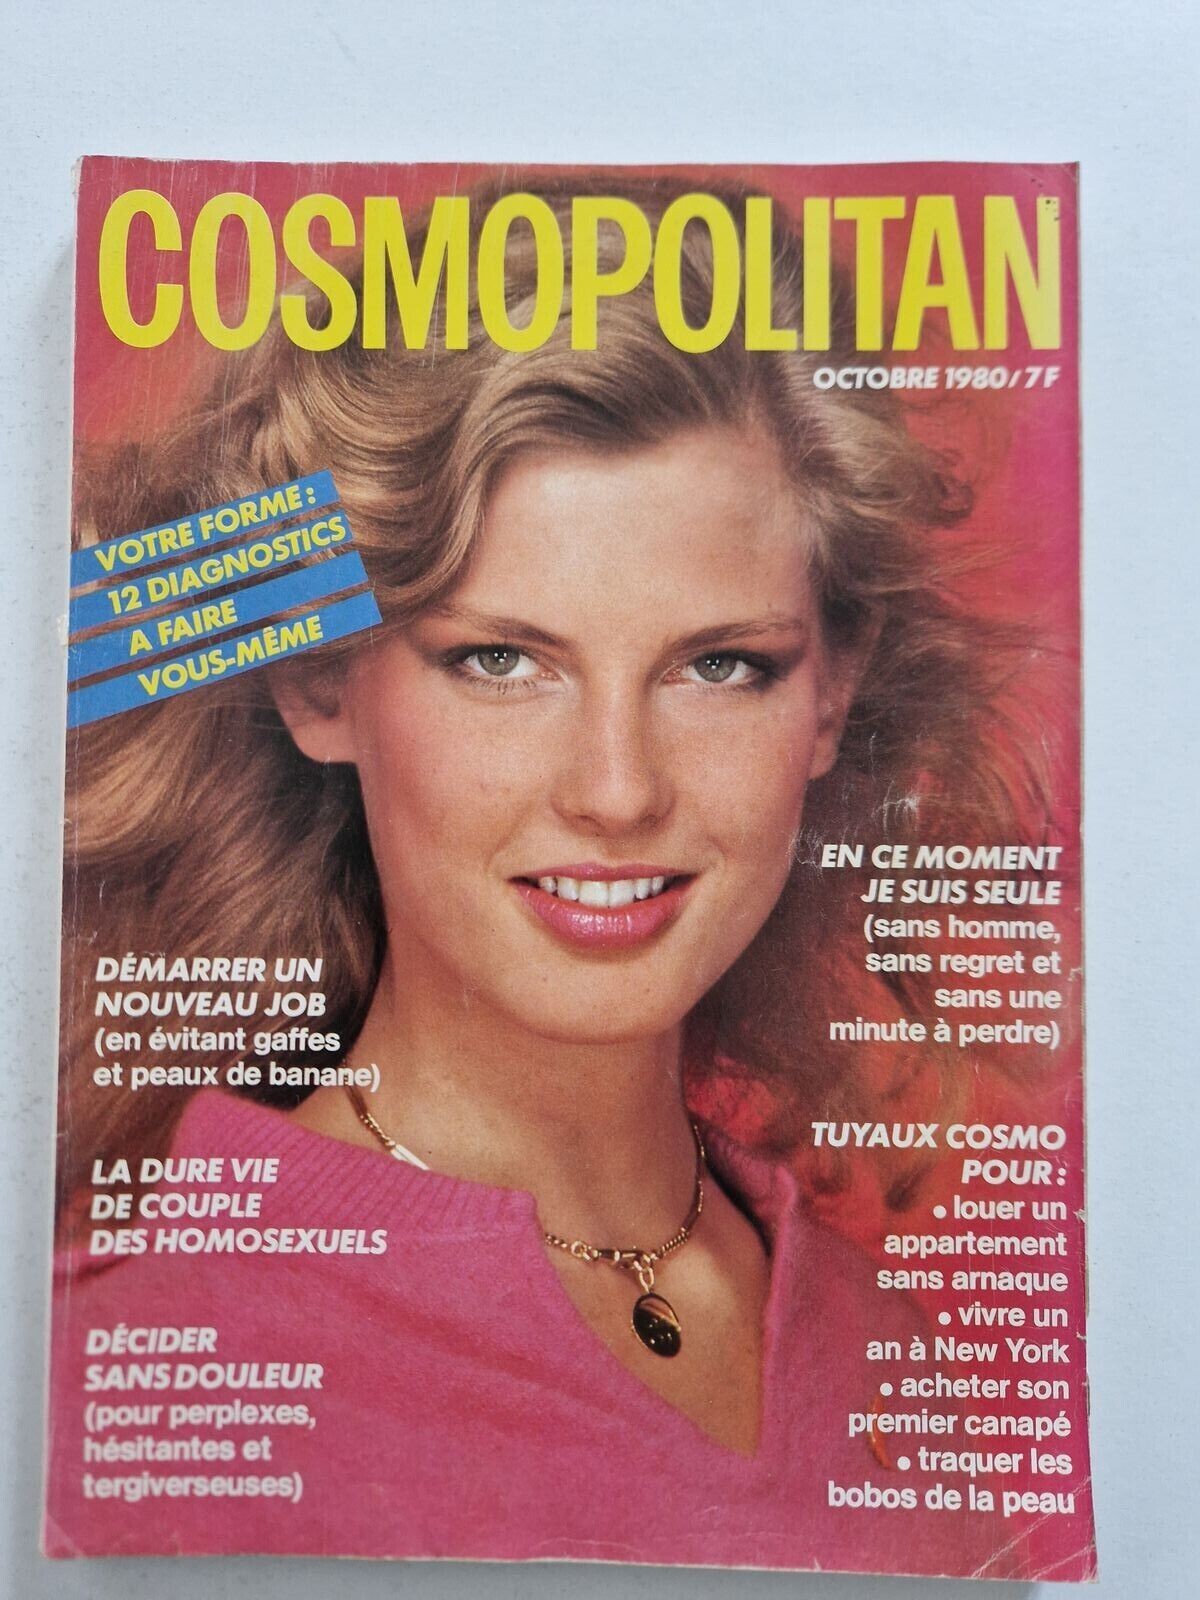 COSMOPOLITAN
OCTOBRE 1980/7F
VOTRE FORME:
12 DIAGNOSTICS
A FAIRE
VOUS-MÊME
EN CE MOMENT
JE SUIS SEULE
(sans homme,
sans regret et
sans une
minute à perdre)
DÉMARRER UN
NOUVEAU JOB
(en évitant gaffes
et peaux de banane)
LA DURE VIE
DE COUPLE
DES HOMOSEXUELS
DÉCIDER
SANS DOULEUR
(pour perplexes,
hésitantes et
tergiverseuses)
TUYAUX COSMO
POUR:
• louer un
appartement
sans arnaque
• vivre un
an à New York
• acheter son
premier canapé
• traquer les
bobos de la peau